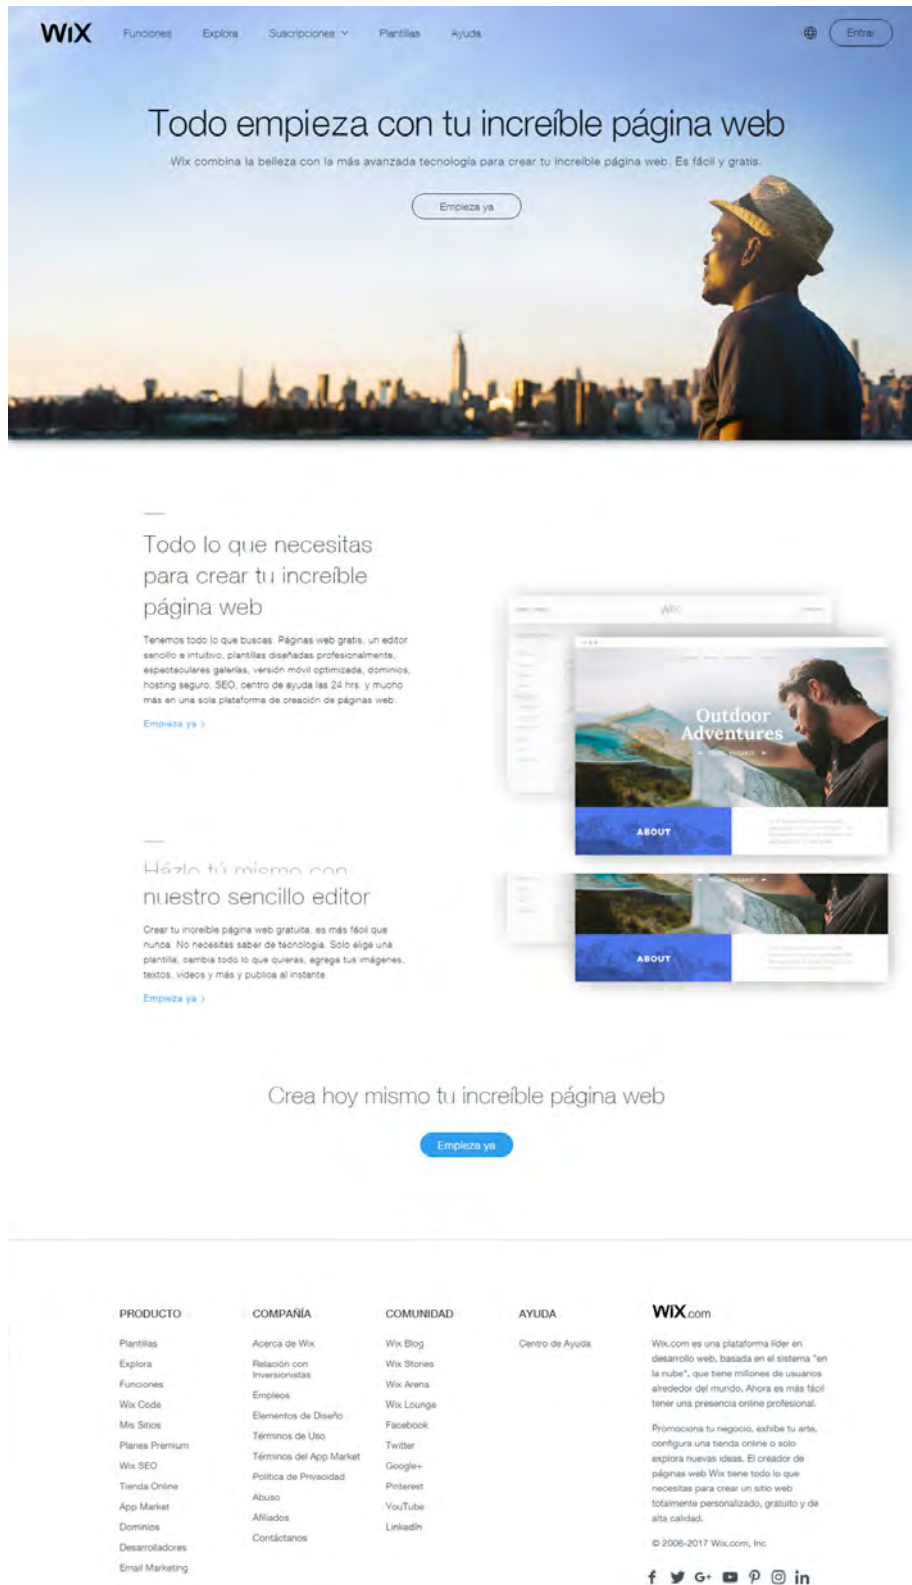 WiX
Funciones
Explora
Suscripciones
Plantillas
Ayuda
Entrar
Todo empieza con tu increíble página web
Wix combina la belleza con la más avanzada tecnología para crear tu increíble página web. Es fácil y gratis.
Empieza ya
Todo lo que necesitas
para crear tu increíble
página web
Tenemos todo lo que buscas. Páginas web gratis, un editor
sencillo e intuitivo, plantillas diseñadas profesionalmente,
espectaculares galerías, versión móvil optimizada, dominios,
hosting seguro, SEO, centro de ayuda las 24 hrs. y mucho
más en una sola plataforma de creación de páginas web.
Empieza ya >
WiX
Outdoor
Adventures
ABOUT
Házlo tú mismo con
nuestro sencillo editor
Crear tu increíble página web gratuita, es más fácil que
nunca. No necesitas saber de tecnología. Solo elige una
plantilla, cambia todo lo que quieras, agrega tus imágenes,
textos, videos y más y publica al instante
Empieza ya >
ABOUT
Crea hoy mismo tu increíble página web
Empieza ya
PRODUCTO
Plantillas
Explora
Funciones
Wix Code
Mis Sitios
Planes Premium
Wix SEO
Tienda Online
App Market
Dominios
Desarrolladores
Email Marketing
COMPAÑÍA
Acerca de Wix
Relación con
Inversionistas
Empleos
Elementos de Diseño
Términos de Uso
Términos del App Market
Política de Privacidad
Abuso
Afiliados
Contáctanos
COMUNIDAD
Wix Blog
Wix Stories
Wix Arena
Wix Lounge
Facebook
Twitter
Google+
Pinterest
YouTube
LinkedIn
AYUDA
Centro de Ayuda
WiX.com
Wix.com es una plataforma líder en
desarrollo web, basada en el sistema "en
la nube", que tiene millones de usuarios
alrededor del mundo. Ahora es más fácil
tener una presencia online profesional.
Promociona tu negocio, exhibe tu arte,
configura una tienda online o solo
explora nuevas ideas. El creador de
páginas web Wix tiene todo lo que
necesitas para crear un sitio web
totalmente personalizado, gratuito y de
alta calidad.
© 2006-2017 Wix.com, Inc